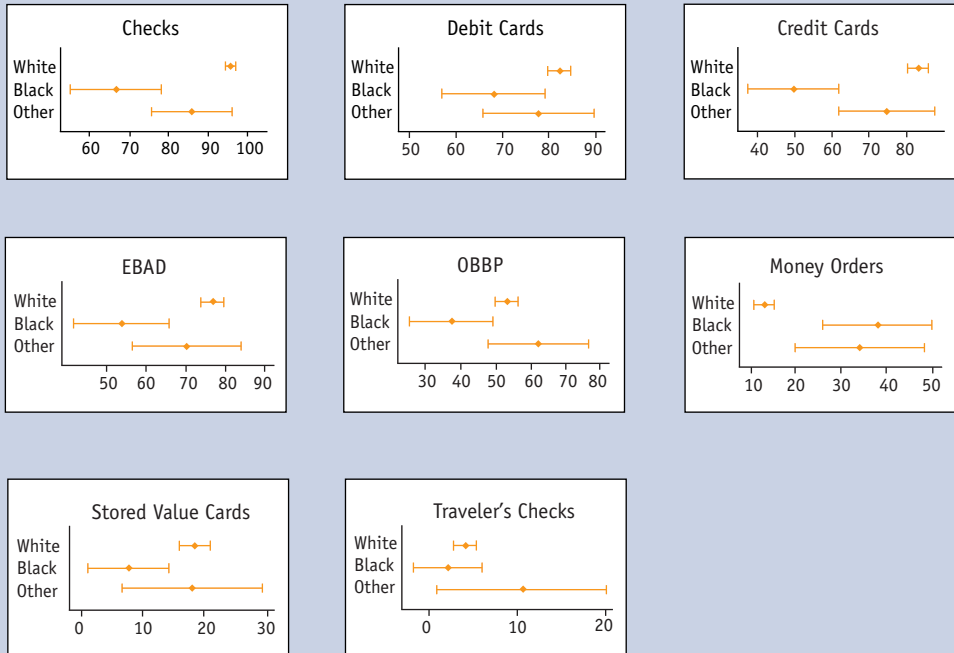 Checks
White
Black
Other
60 70 80 90 100
Debit Cards
White
Black
Other
50 60 70 80 90
Credit Cards
White
Black
Other
40 50 60 70 80
EBAD
White
Black
Other
50 60 70 80 90
OBBP
White
Black
Other
30 40 50 60 70 80
Money Orders
White
Black
Other
10 20 30 40 50
Stored Value Cards
White
Black
Other
0 10 20 30
Traveler's Checks
White
Black
Other
0 10 20